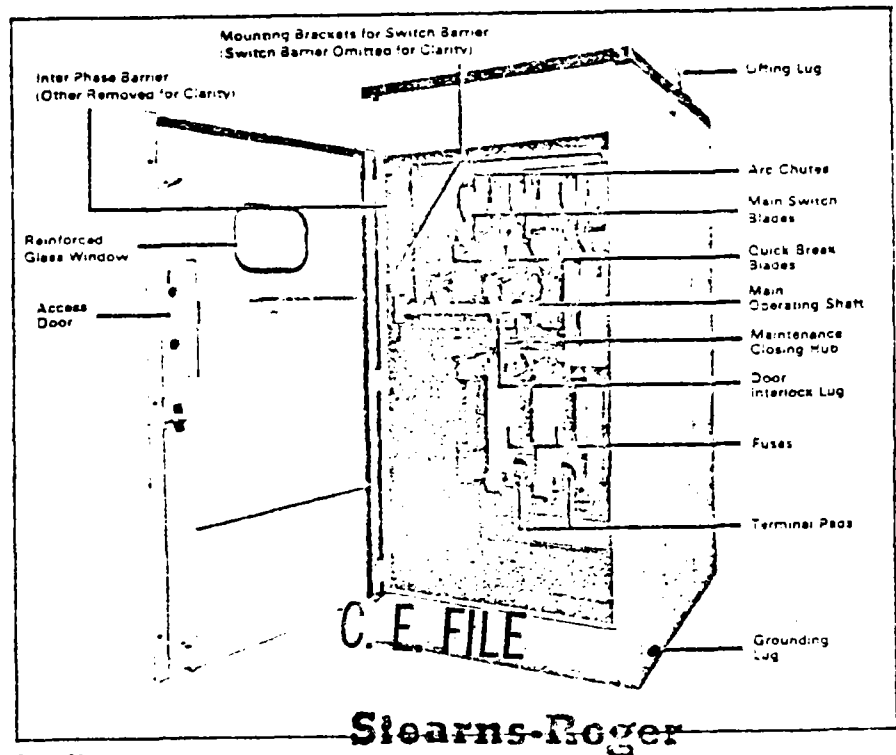 Mounting Brackets for Switch Barrier
(Switch Barrier Omitted for Clarity)
Inter Phase Barrier
(Other Removed for Clarity)
Lifting Lug
Arc Chutes
Main Switch
Blades
Reinforced
Glass Window
Quick Break
Blades
Access
Door
Main
Operating Shaft
Maintenance
Closing Hub
Door
Interlock Lug
Fuses
Terminal Pads
C. E. FILE
Grounding
Lug
Stearns-Roger